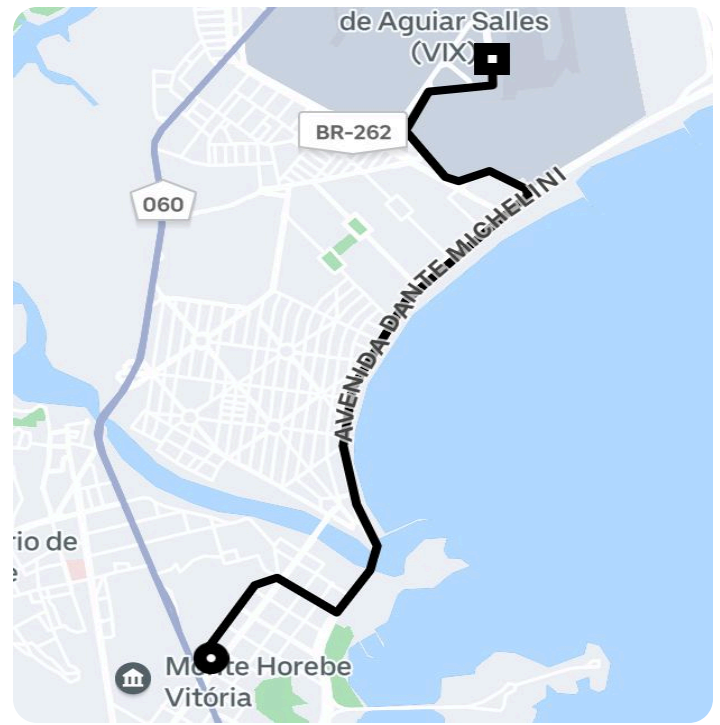 de Aguiar Salles
(VIX)
BR-262
060
AVENIDA DANTE MICHELINI
rio de
e
Monte Horebe
Vitória